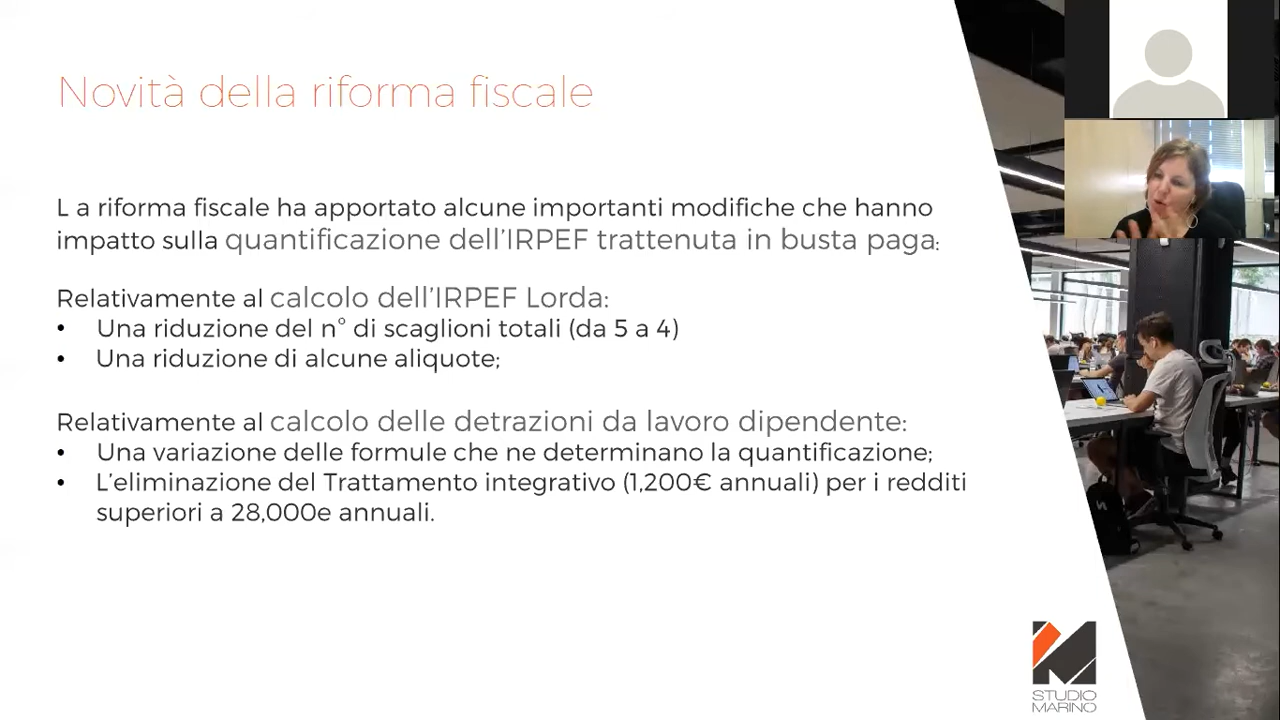 Novità della riforma fiscale
L a riforma fiscale ha apportato alcune importanti modifiche che hanno
impatto sulla quantificazione dell'IRPEF trattenuta in busta paga:
Relativamente al calcolo dell'IRPEF Lorda:
• Una riduzione del n° di scaglioni totali (da 5 a 4)
• Una riduzione di alcune aliquote;
Relativamente al calcolo delle detrazioni da lavoro dipendente:
• Una variazione delle formule che ne determinano la quantificazione;
• L'eliminazione del Trattamento integrativo (1,200€ annuali) per i redditi
superiori a 28,000e annuali.
STUDIO
MARINO